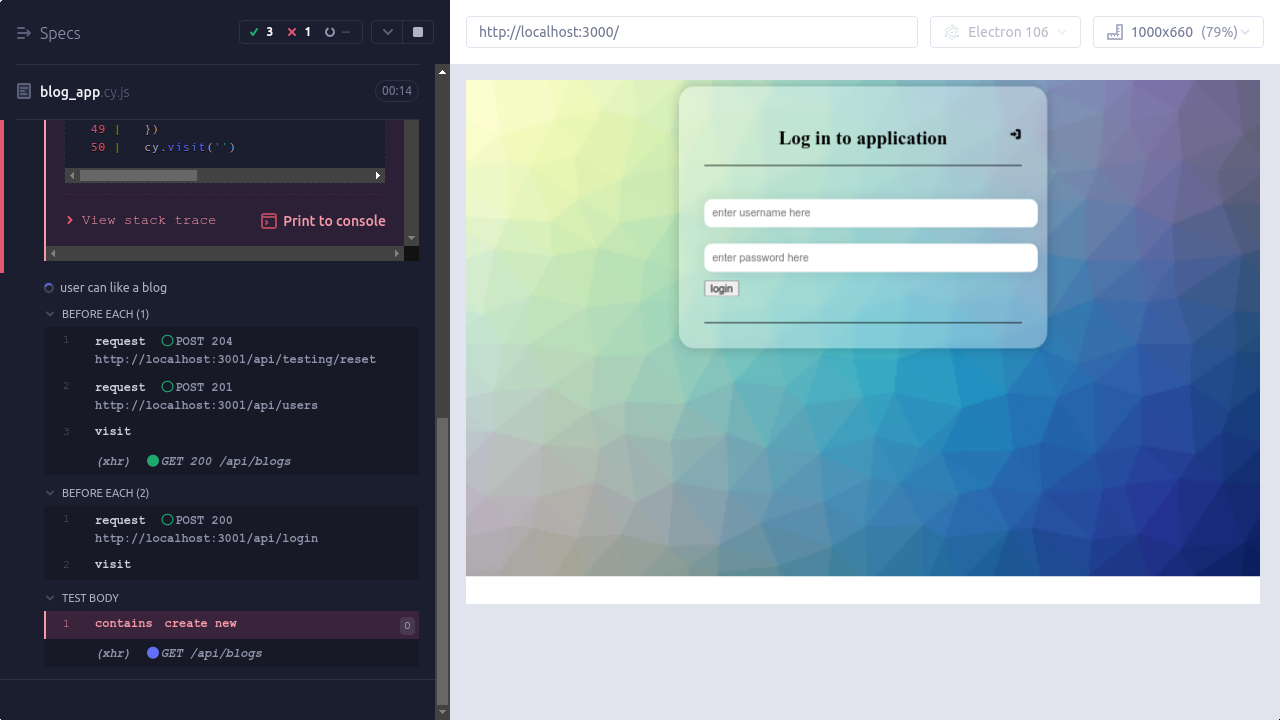 Specs
3
1
--
blog_app.cy.js
00:14
49 | })
50 | cy.visit('')
View stack trace
Print to console
user can like a blog
BEFORE EACH (1)
1 request POST 204
http://localhost:3001/api/testing/reset
2 request POST 201
http://localhost:3001/api/users
3 visit
(xhr) GET 200 /api/blogs
BEFORE EACH (2)
1 request POST 200
http://localhost:3001/api/login
2 visit
TEST BODY
1 contains create new 0
(xhr) GET /api/blogs
http://localhost:3000/
Electron 106
1000x660 (79%)
Log in to application
enter username here
enter password here
login